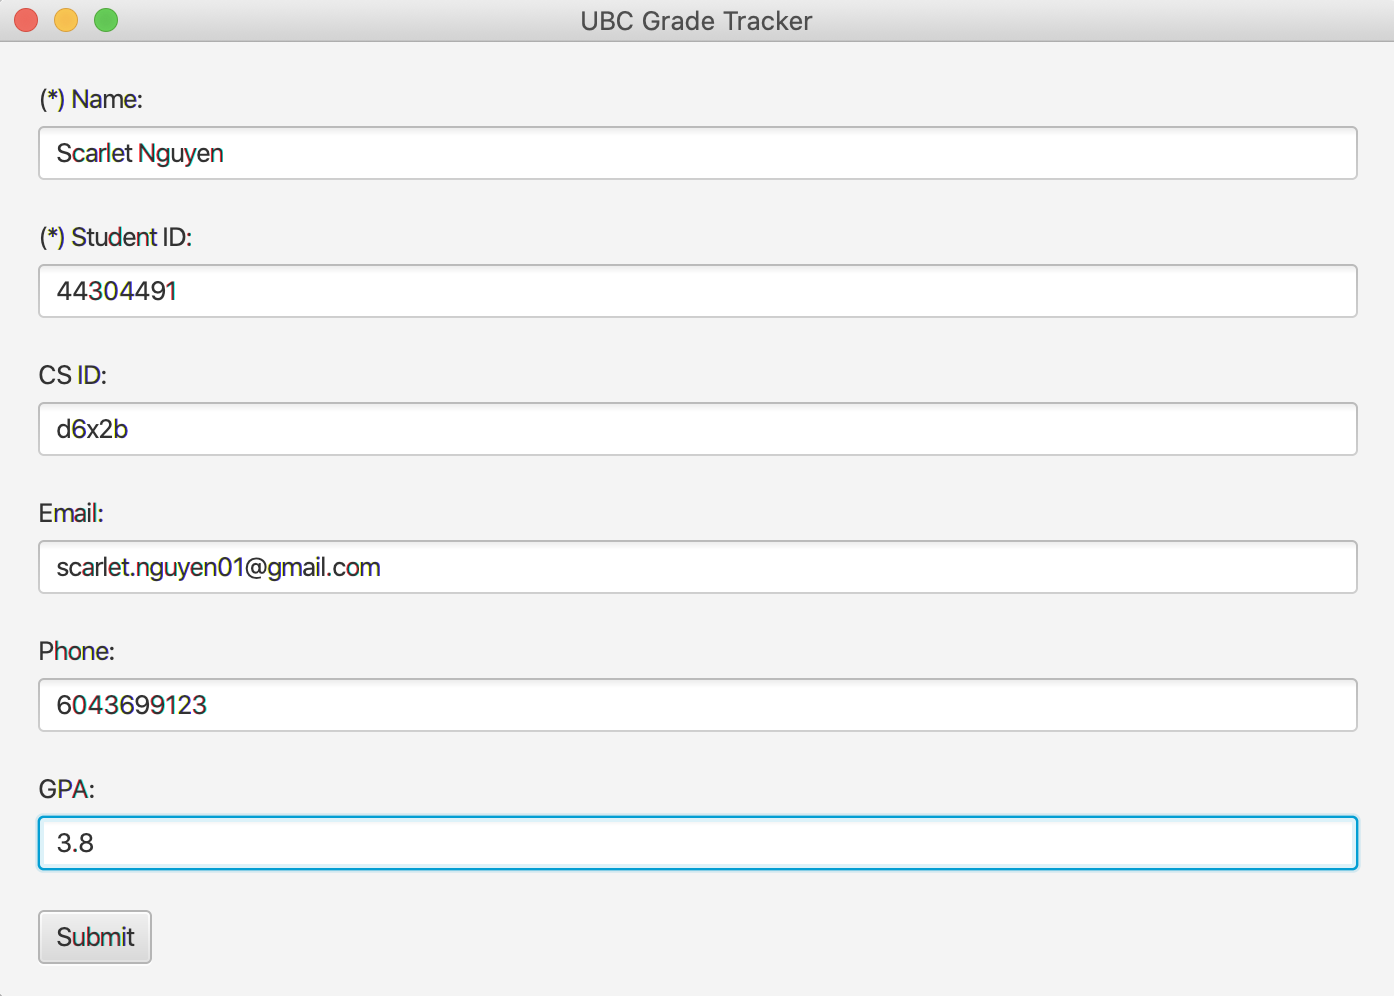 UBC Grade Tracker
(*) Name:
Scarlet Nguyen
(*) Student ID:
44304491
CS ID:
d6x2b
Email:
scarlet.nguyen01@gmail.com
Phone:
6043699123
GPA:
3.8
Submit